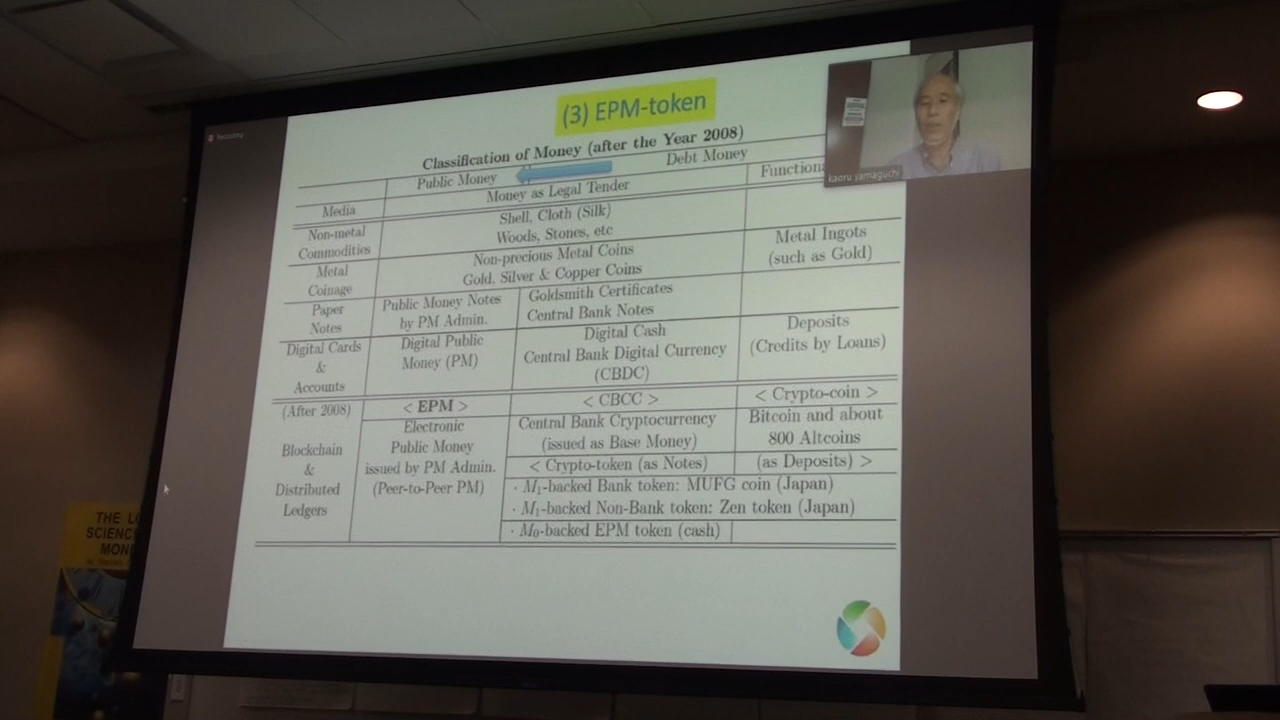 Recording
(3) EPM-token
kaoru yamaguchi
Classification of Money (after the Year 2008)
Public Money Debt Money
Media Money as Legal Tender
Non-metal Commodities Shell, Cloth (Silk) Woods, Stones, etc
Metal Coinage Non-precious Metal Coins Gold, Silver & Copper Coins Metal Ingots (such as Gold)
Paper Notes Public Money Notes by PM Admin. Goldsmith Certificates Central Bank Notes
Digital Cards & Accounts Digital Public Money (PM) Digital Cash Central Bank Digital Currency (CBDC) Deposits (Credits by Loans)
(After 2008) < EPM > < CBCC > < Crypto-coin >
Blockchain & Distributed Ledgers
Electronic Public Money issued by PM Admin. (Peer-to-Peer PM)
Central Bank Cryptocurrency (issued as Base Money) Bitcoin and about 800 Altcoins
< Crypto-token (as Notes) (as Deposits) >
· M₁-backed Bank token: MUFG coin (Japan)
· M₁-backed Non-Bank token: Zen token (Japan)
· M₀-backed EPM token (cash)
THE